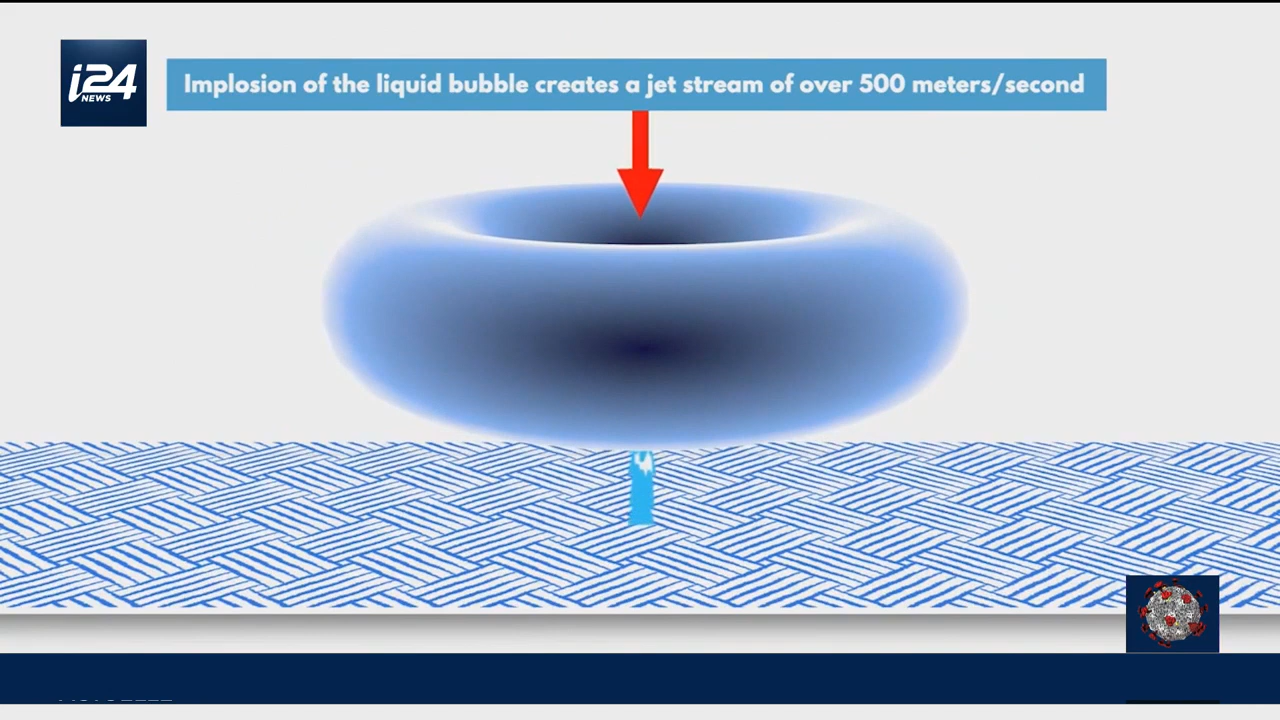 i24
NEWS
Implosion of the liquid bubble creates a jet stream of over 500 meters/second